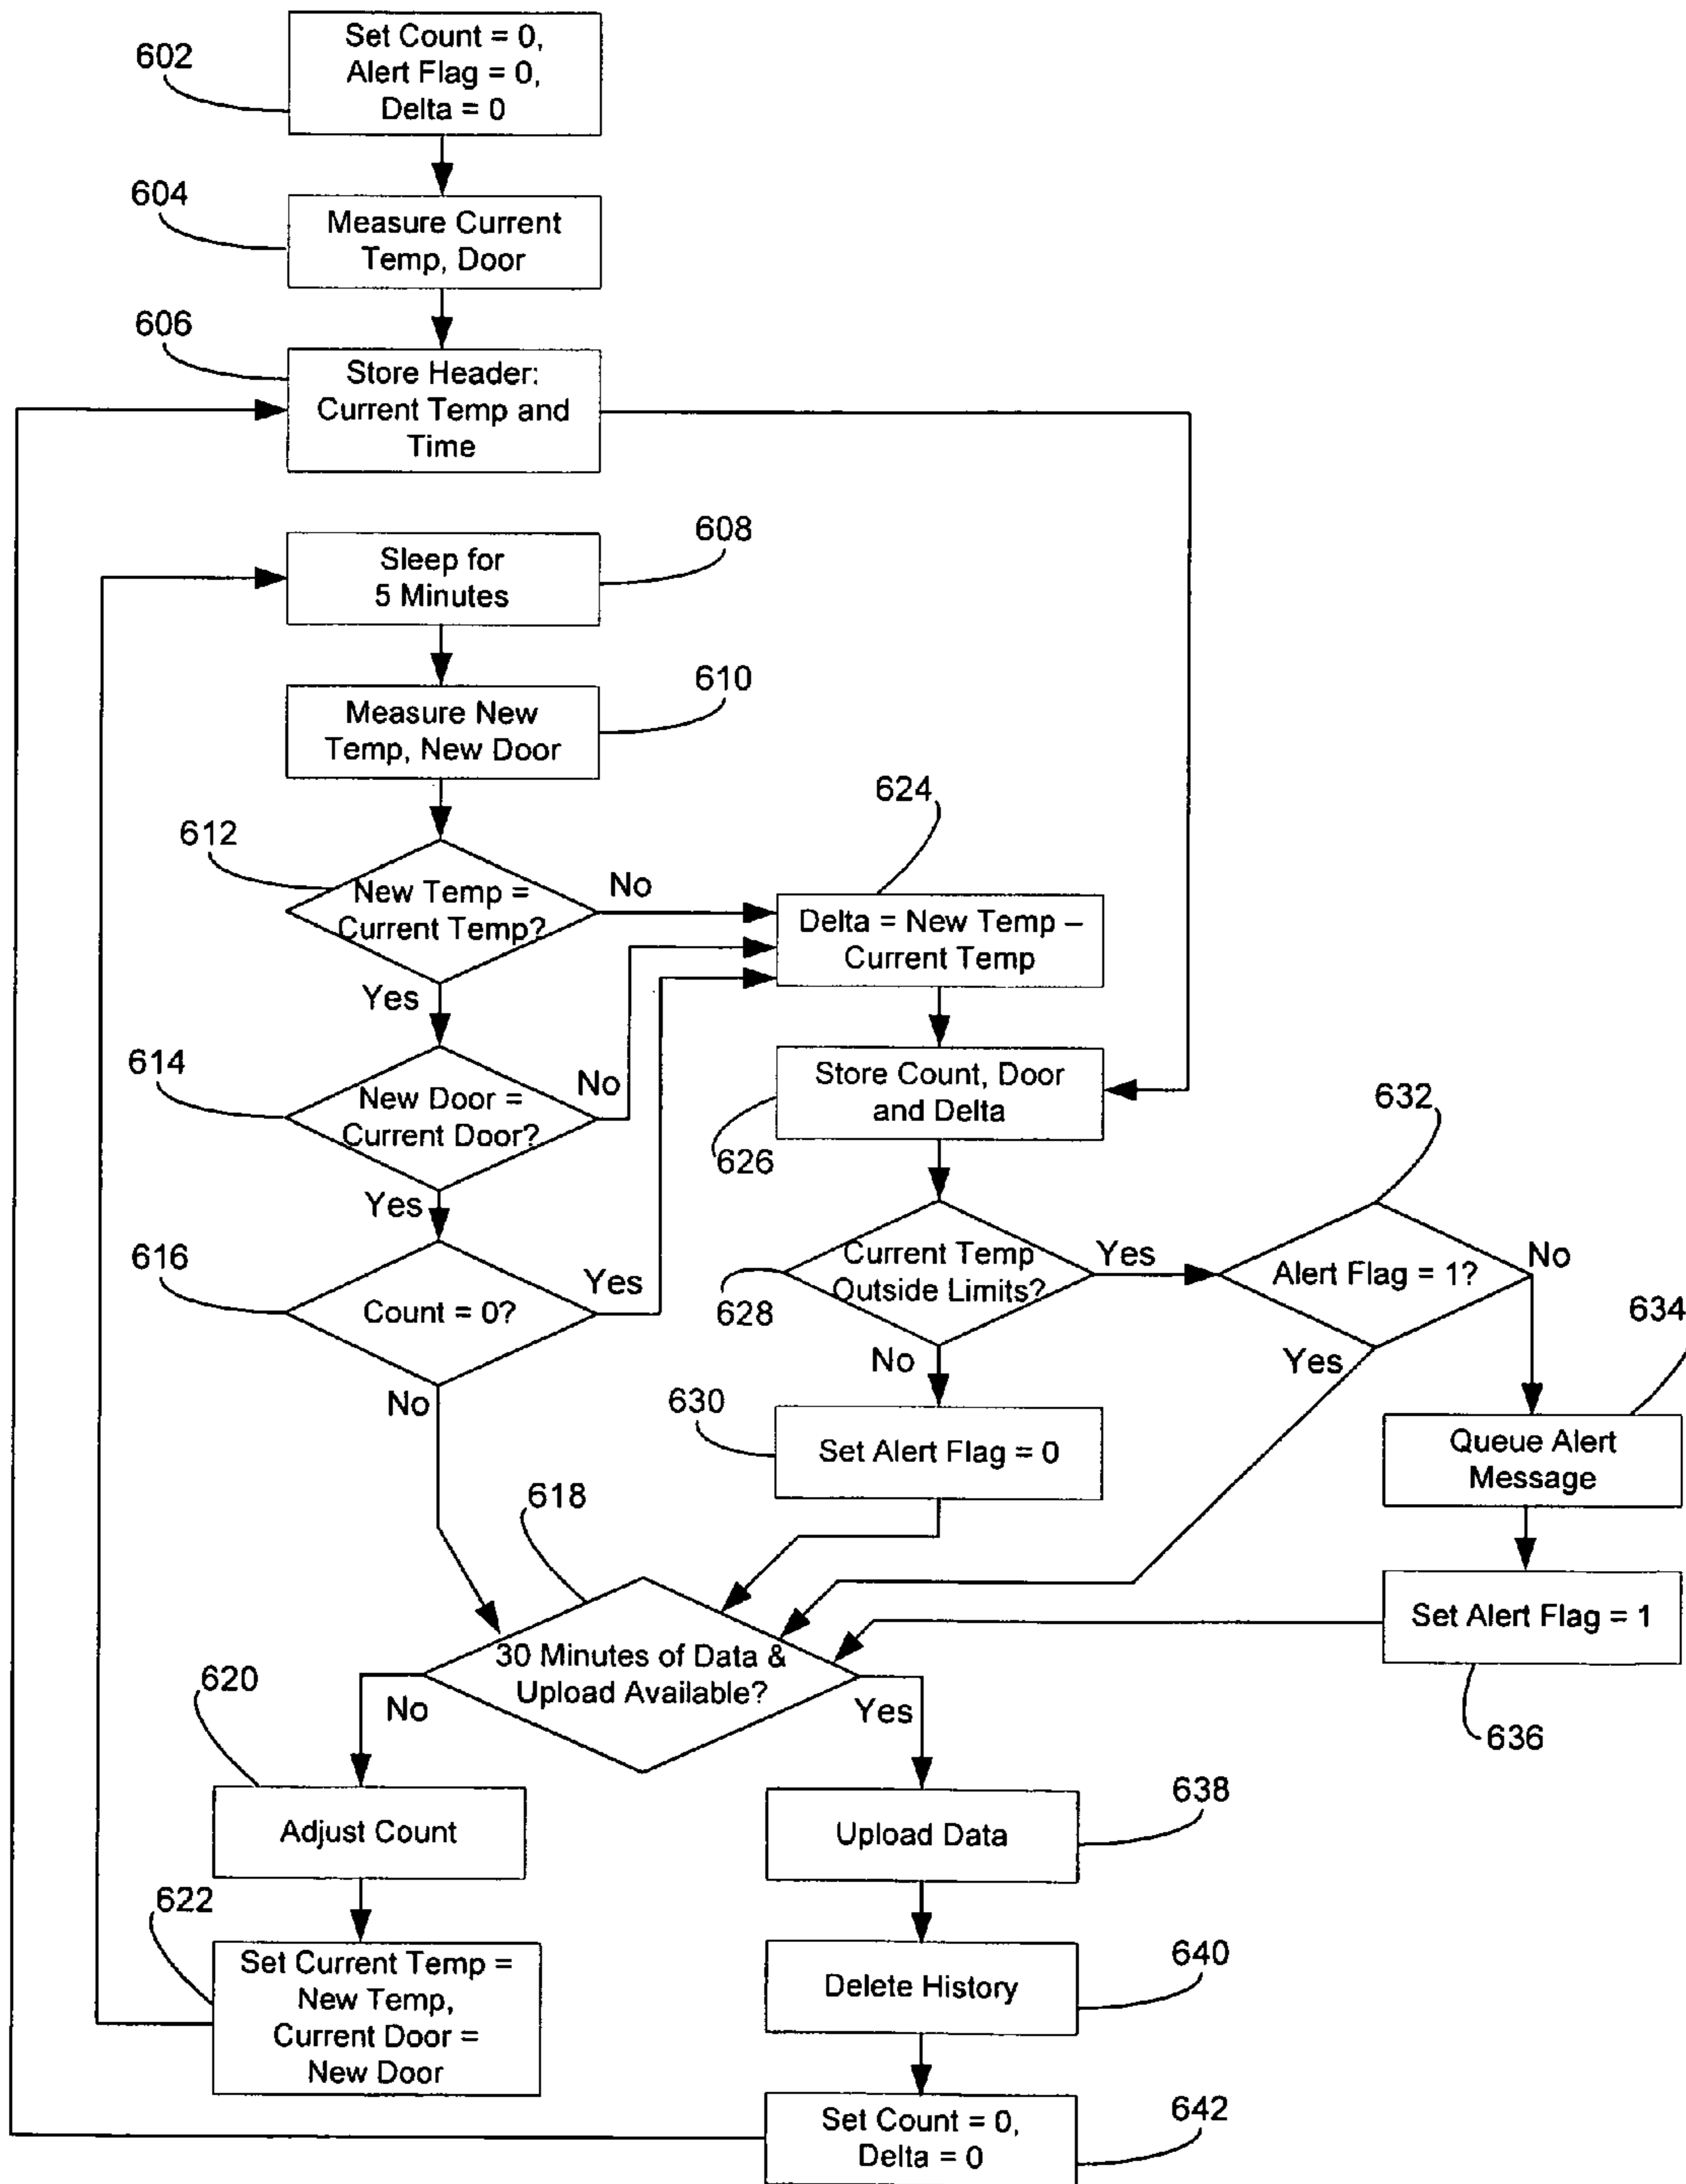 602
Set Count = 0,
Alert Flag = 0,
Delta = 0
604
Measure Current
Temp, Door
606
Store Header:
Current Temp and
Time
608
Sleep for
5 Minutes
610
Measure New
Temp, New Door
612
New Temp =
Current Temp?
No
Yes
624
Delta = New Temp –
Current Temp
614
New Door =
Current Door?
No
Yes
626
Store Count, Door
and Delta
616
Count = 0?
Yes
No
628
Current Temp
Outside Limits?
Yes
No
632
Alert Flag = 1?
No
Yes
634
Queue Alert
Message
630
Set Alert Flag = 0
636
Set Alert Flag = 1
618
30 Minutes of Data &
Upload Available?
No
Yes
620
Adjust Count
638
Upload Data
622
Set Current Temp =
New Temp,
Current Door =
New Door
640
Delete History
642
Set Count = 0,
Delta = 0